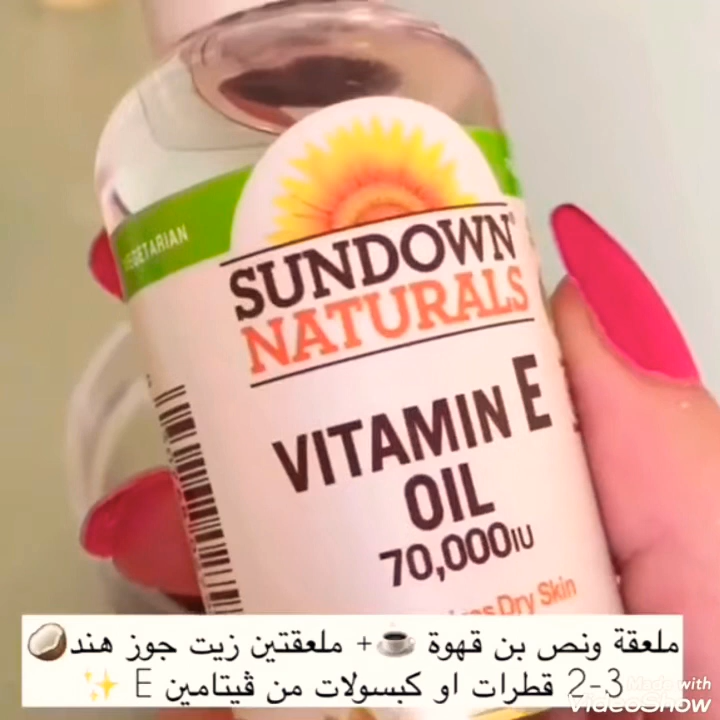 VEGETARIAN
SUNDOWN®
NATURALS
VITAMIN E
OIL
70,000IU
Dry Skin
ملعقة ونص بن قهوة ☕+ ملعقتين زيت جوز هند🥥
2-3 قطرات او كبسولات من ڤيتامين E ✨
Made with
VideoShow